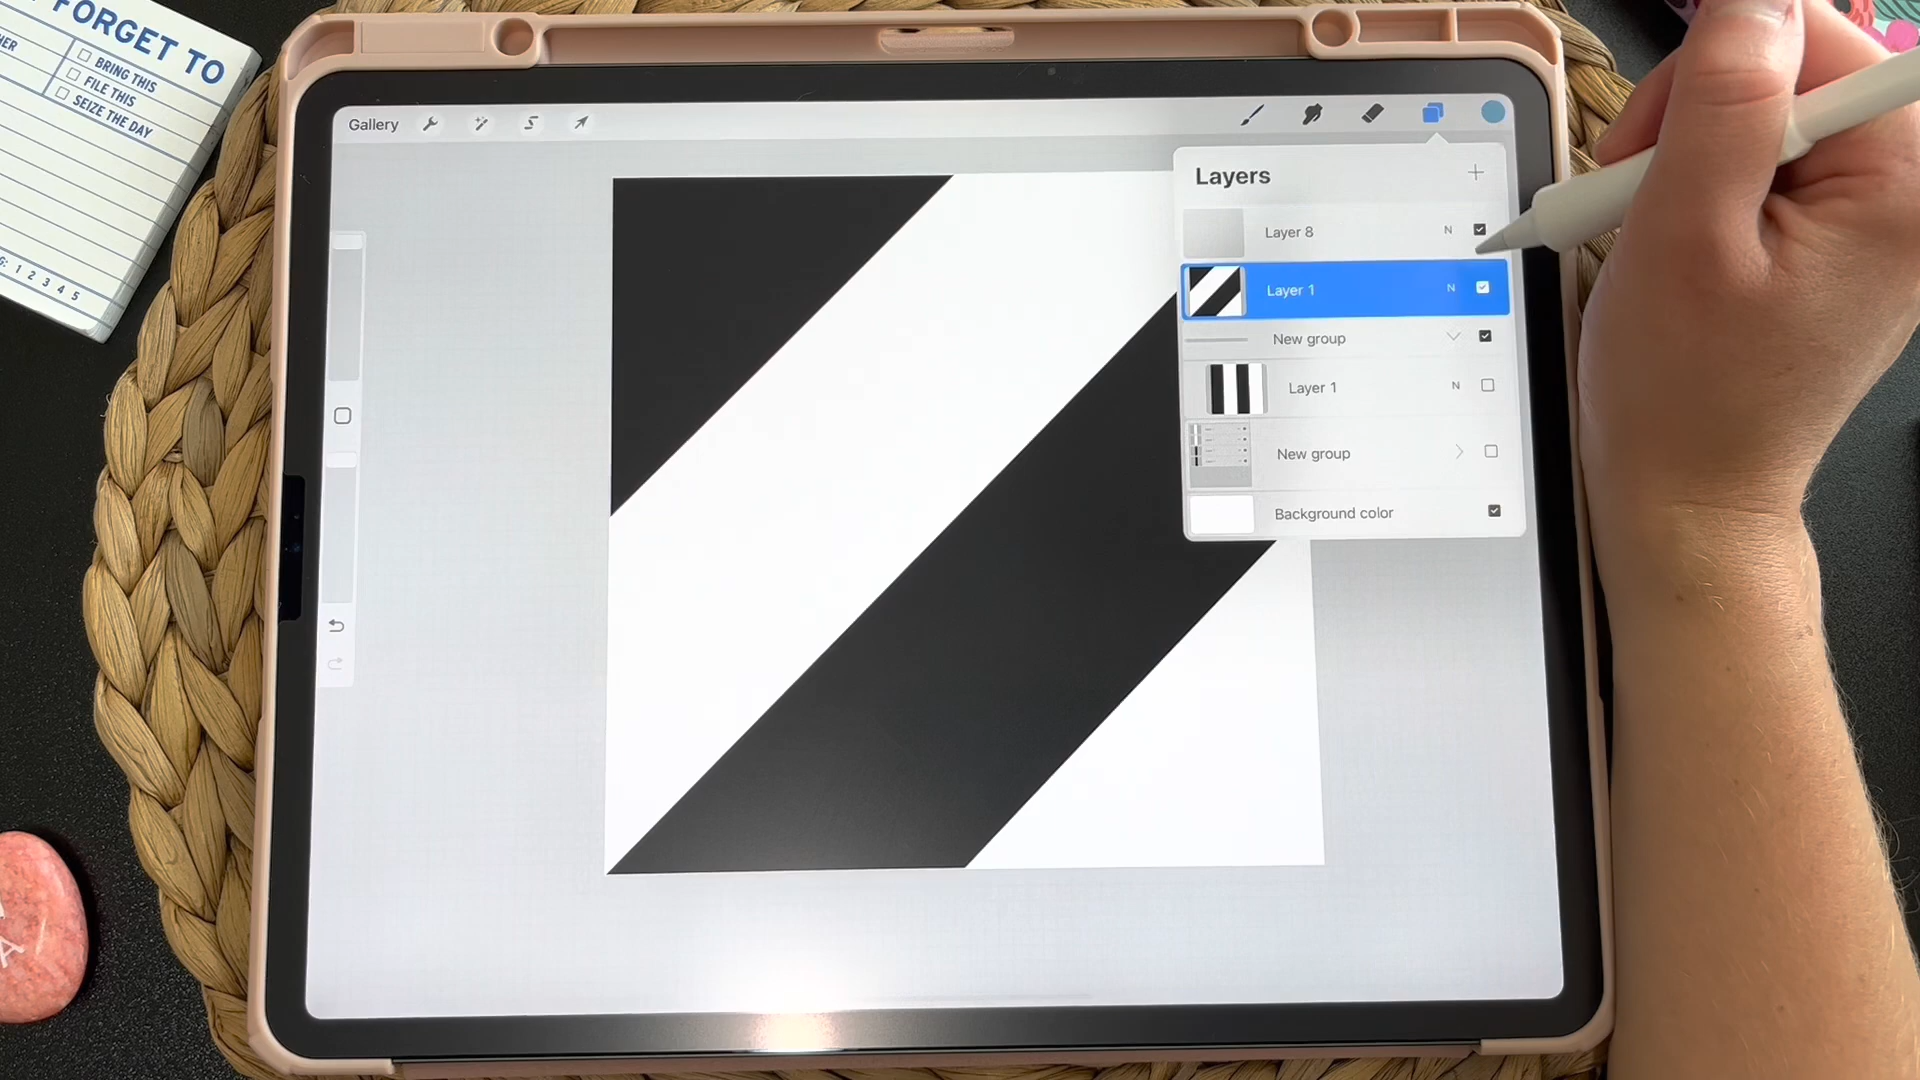 FORGET TO
HER
BRING THIS
FILE THIS
SEIZE THE DAY
G: 1 2 3 4 5
Gallery
Layers
Layer 8 N
Layer 1 N
New group
Layer 1 N
New group
Background color
A